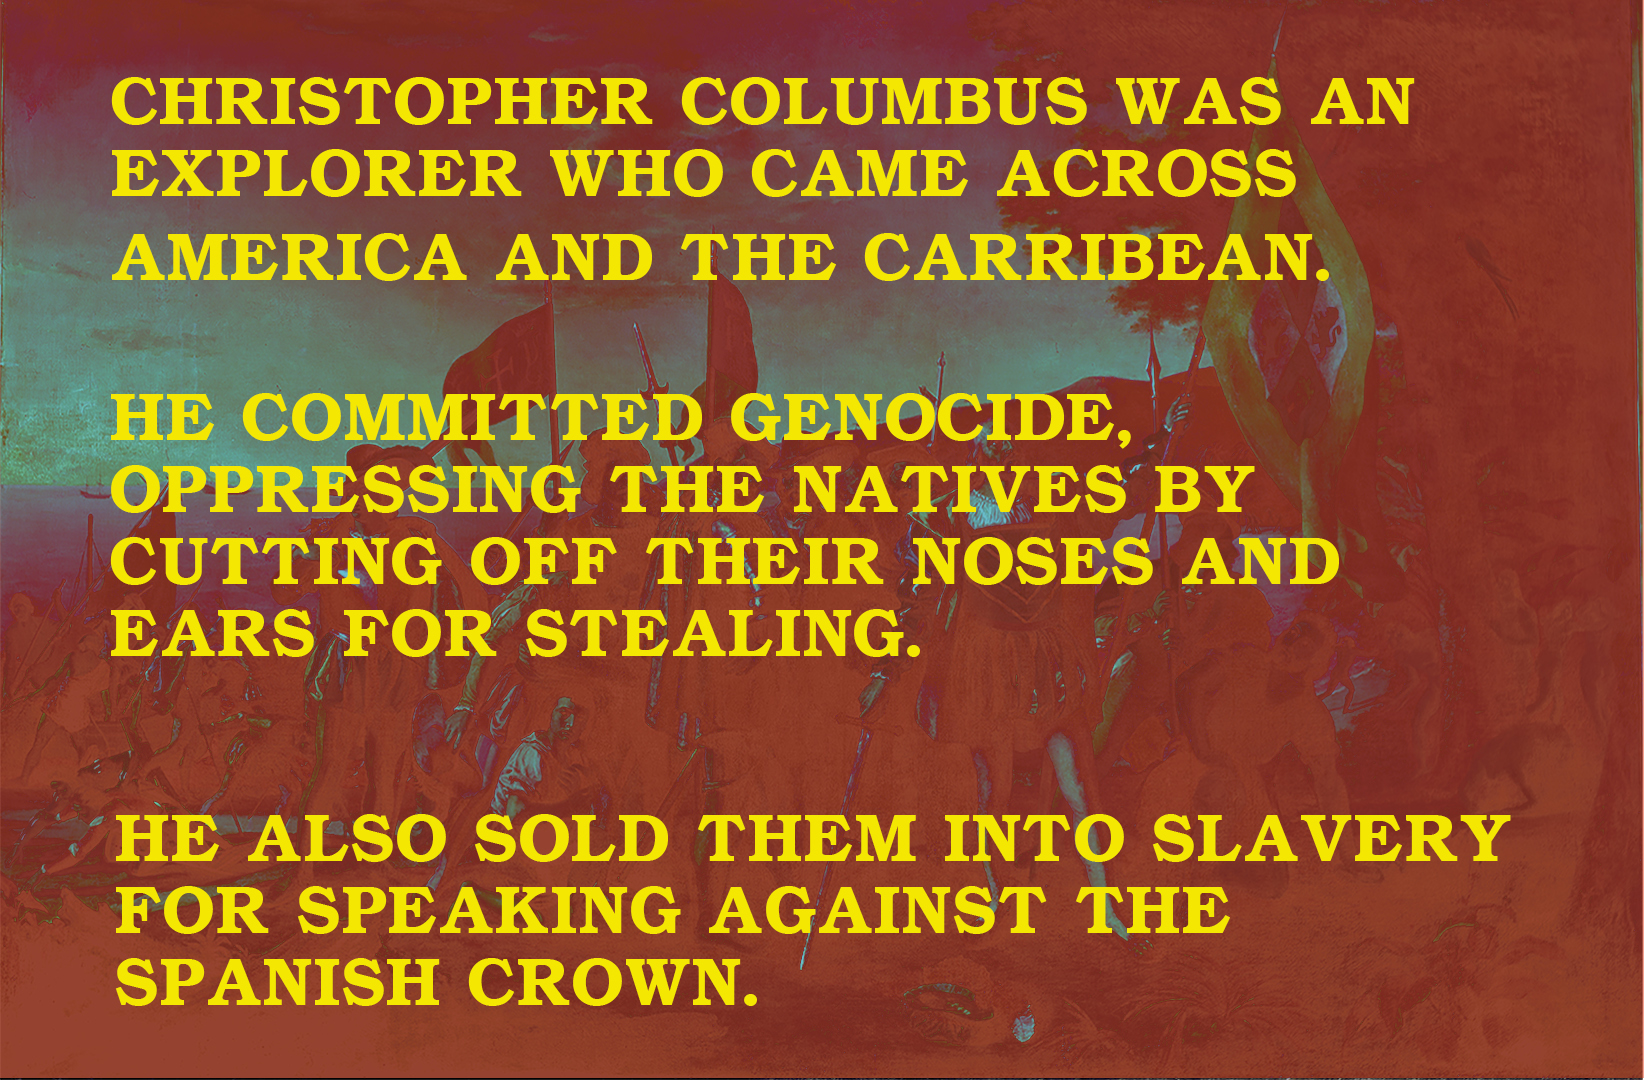 CHRISTOPHER COLUMBUS WAS AN
EXPLORER WHO CAME ACROSS
AMERICA AND THE CARRIBEAN.
HE COMMITTED GENOCIDE,
OPPRESSING THE NATIVES BY
CUTTING OFF THEIR NOSES AND
EARS FOR STEALING.
HE ALSO SOLD THEM INTO SLAVERY
FOR SPEAKING AGAINST THE
SPANISH CROWN.